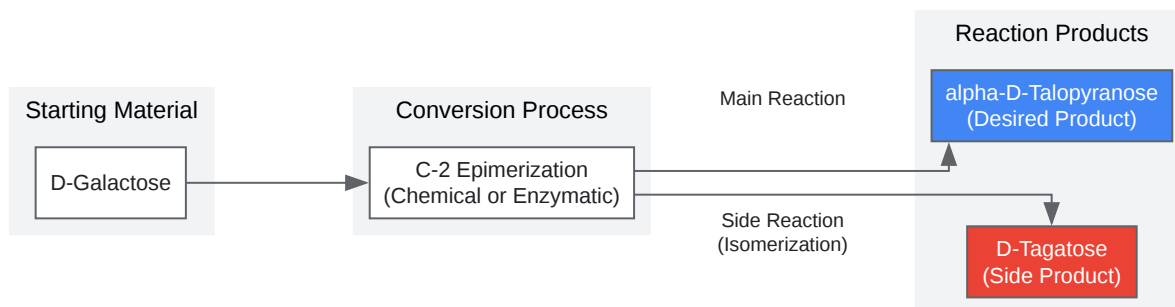 Starting Material
D-Galactose
Conversion Process
C-2 Epimerization
(Chemical or Enzymatic)
Main Reaction
Side Reaction
(Isomerization)
Reaction Products
alpha-D-Talopyranose
(Desired Product)
D-Tagatose
(Side Product)